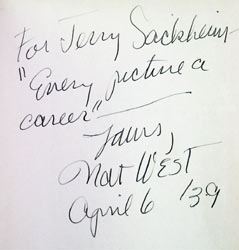 For Jerry Sackheim
"Every picture a
career"
Yours,
Nat WEST
April 6 /39